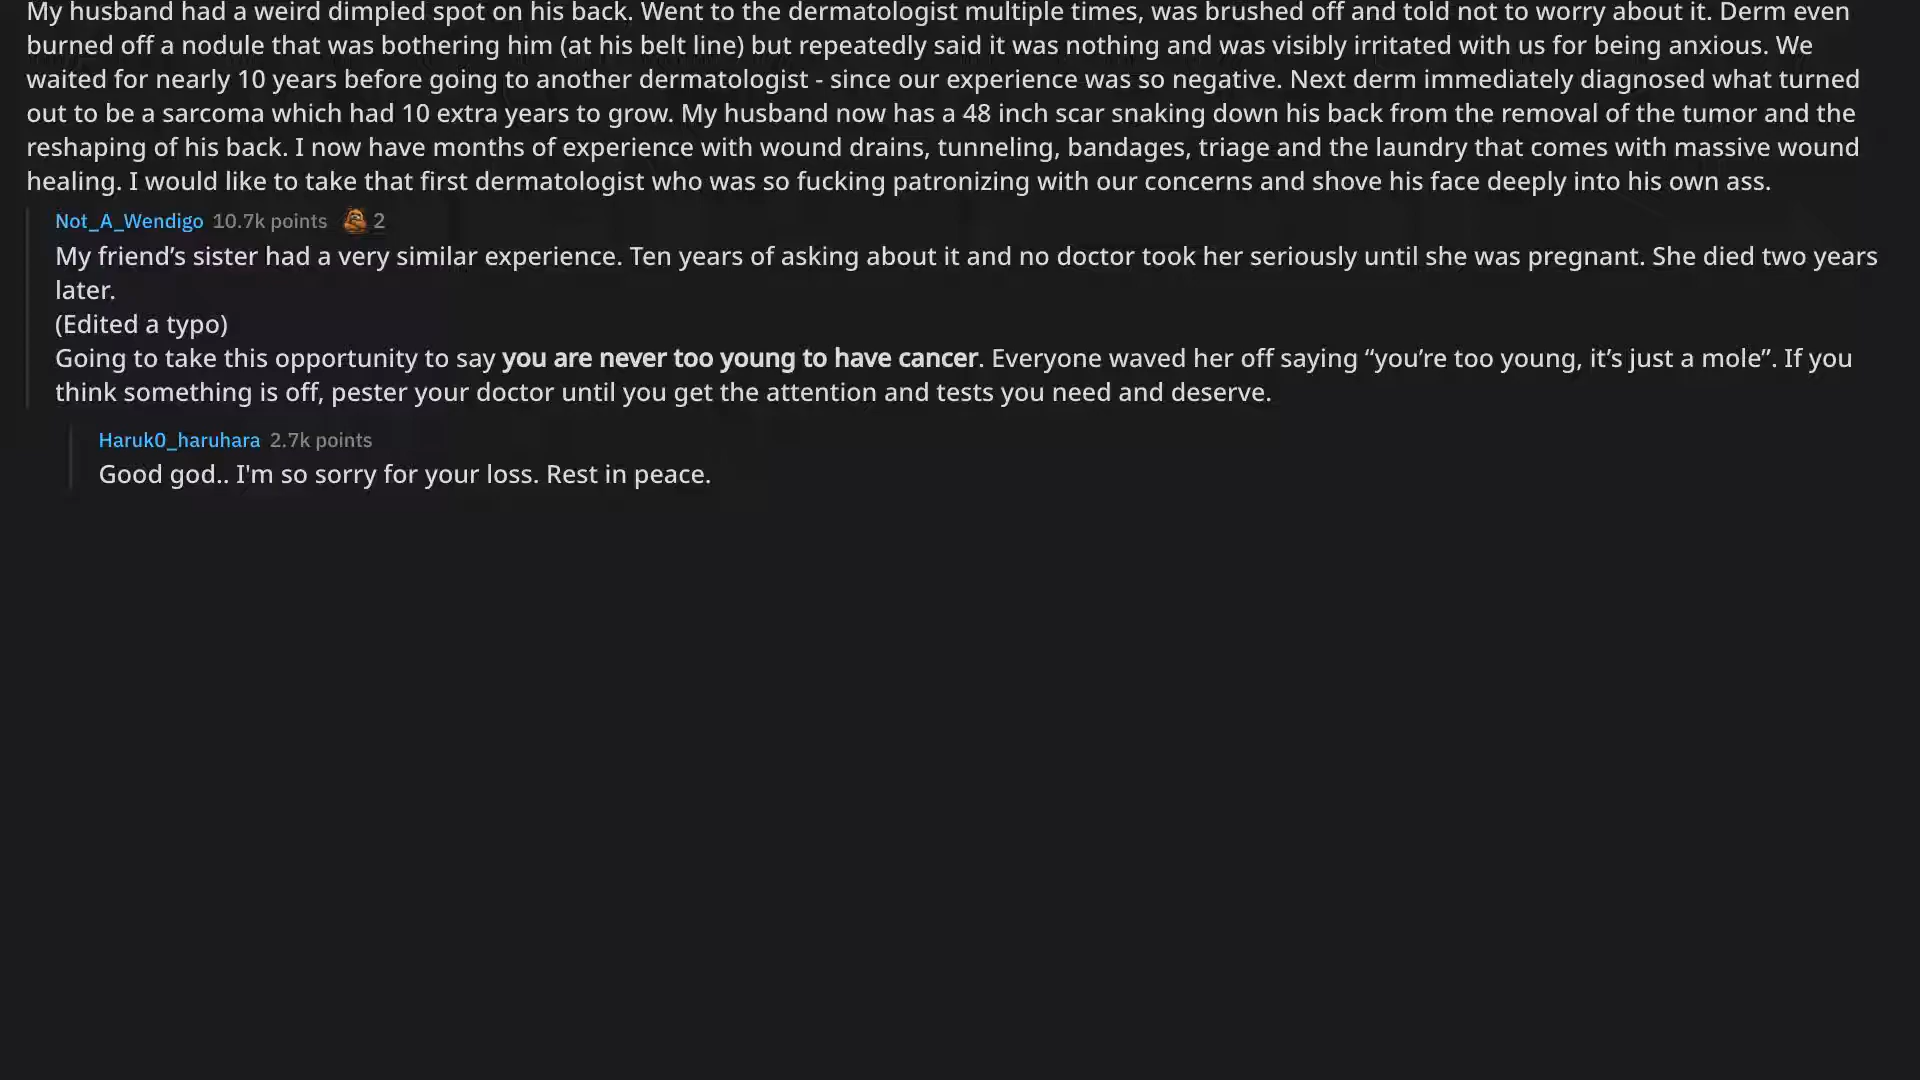 My husband had a weird dimpled spot on his back. Went to the dermatologist multiple times, was brushed off and told not to worry about it. Derm even
burned off a nodule that was bothering him (at his belt line) but repeatedly said it was nothing and was visibly irritated with us for being anxious. We
waited for nearly 10 years before going to another dermatologist - since our experience was so negative. Next derm immediately diagnosed what turned
out to be a sarcoma which had 10 extra years to grow. My husband now has a 48 inch scar snaking down his back from the removal of the tumor and the
reshaping of his back. I now have months of experience with wound drains, tunneling, bandages, triage and the laundry that comes with massive wound
healing. I would like to take that first dermatologist who was so fucking patronizing with our concerns and shove his face deeply into his own ass.
Not_A_Wendigo 10.7k points 2
My friend’s sister had a very similar experience. Ten years of asking about it and no doctor took her seriously until she was pregnant. She died two years
later.
(Edited a typo)
Going to take this opportunity to say you are never too young to have cancer. Everyone waved her off saying “you’re too young, it’s just a mole”. If you
think something is off, pester your doctor until you get the attention and tests you need and deserve.
Haruk0_haruhara 2.7k points
Good god.. I'm so sorry for your loss. Rest in peace.